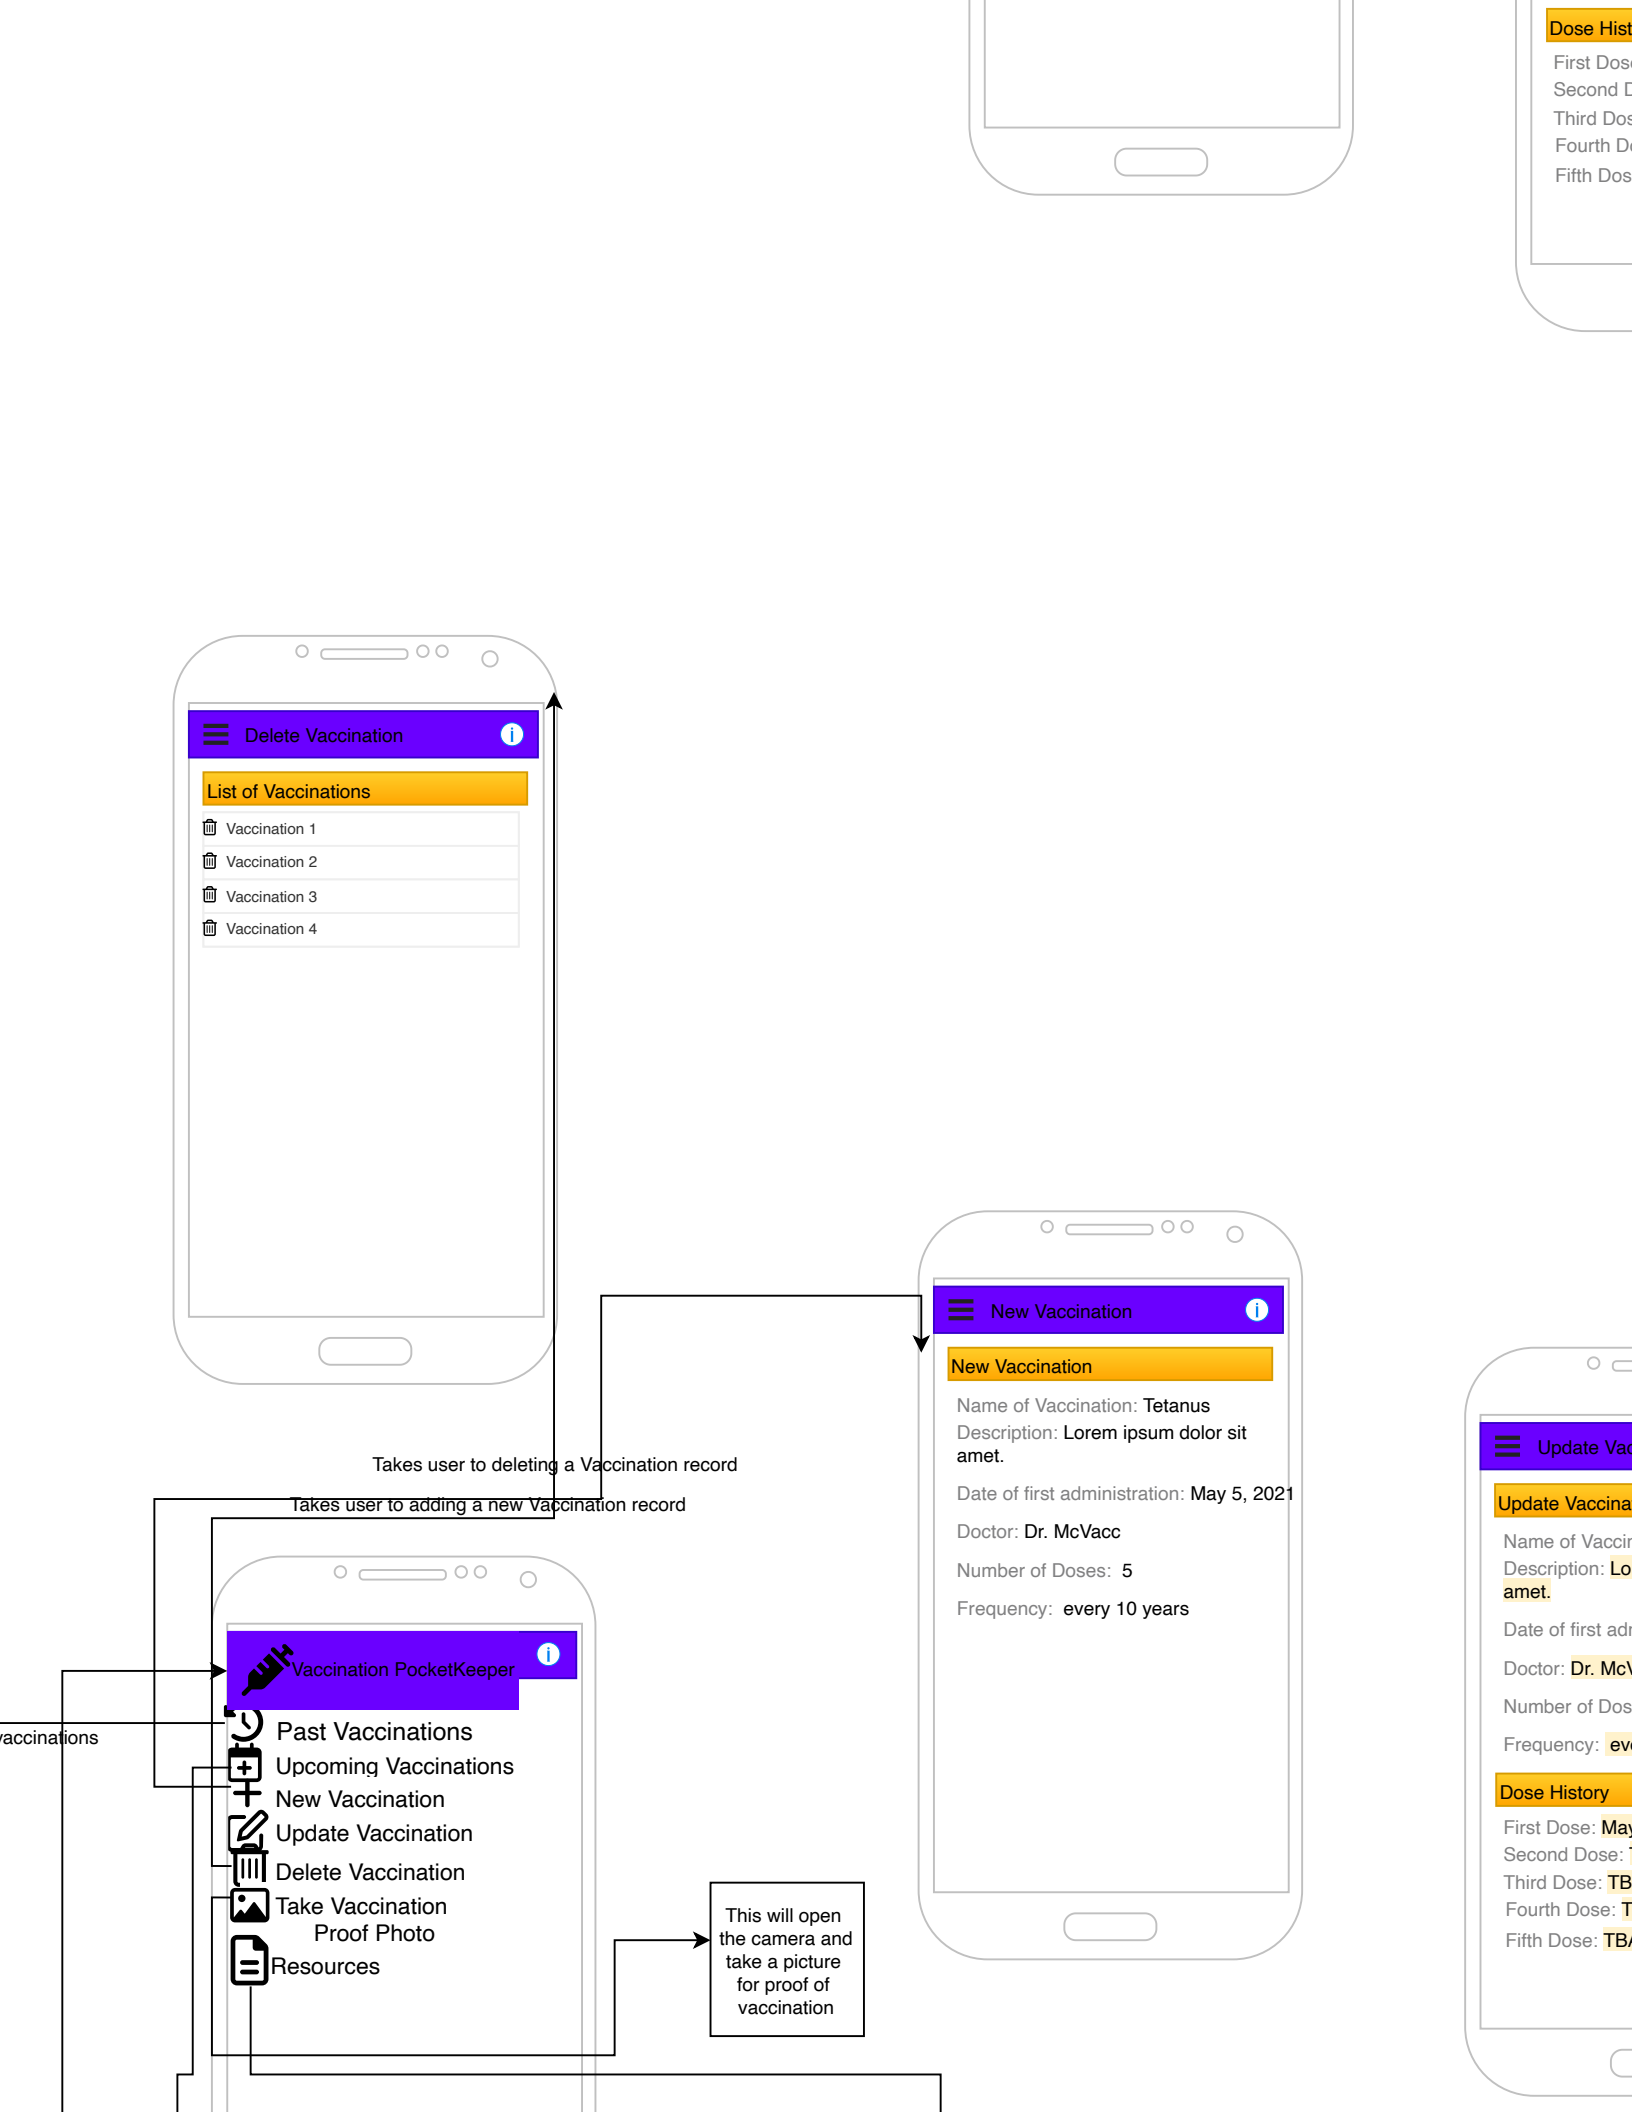 Dose Hist
First Dos
Second D
Third Dos
Fourth D
Fifth Dos
Delete Vaccination
List of Vaccinations
Vaccination 1
Vaccination 2
Vaccination 3
Vaccination 4
New Vaccination
New Vaccination
Name of Vaccination: Tetanus
Description: Lorem ipsum dolor sit
amet.
Date of first administration: May 5, 2021
Doctor: Dr. McVacc
Number of Doses: 5
Frequency: every 10 years
Takes user to deleting a Vaccination record
Takes user to adding a new Vaccination record
Vaccination PocketKeeper
accinations
Past Vaccinations
Upcoming Vaccinations
New Vaccination
Update Vaccination
Delete Vaccination
Take Vaccination
Proof Photo
Resources
This will open
the camera and
take a picture
for proof of
vaccination
Update Vac
Update Vaccina
Name of Vaccin
Description: Lo
amet.
Date of first adm
Doctor: Dr. McV
Number of Dos
Frequency: eve
Dose History
First Dose: May
Second Dose: T
Third Dose: TB
Fourth Dose: T
Fifth Dose: TBA